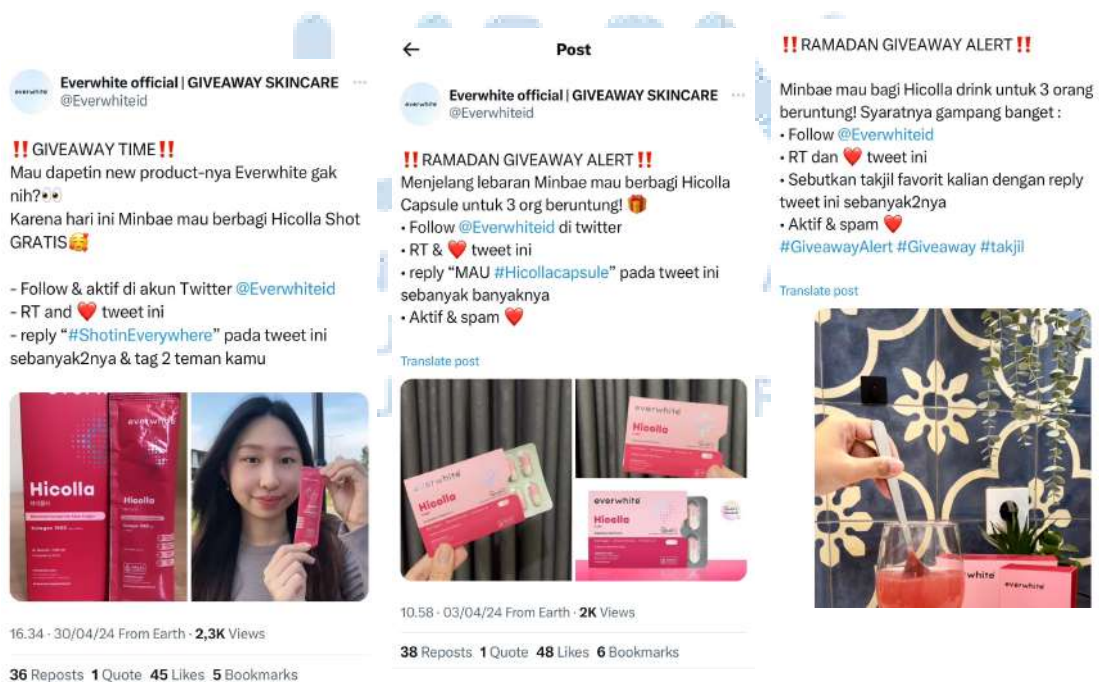 Everwhite official | GIVEAWAY SKINCARE
@Everwhiteid
‼️GIVEAWAY TIME‼️
Mau dapetin new product-nya Everwhite gak
nih?👀
Karena hari ini Minbae mau berbagi Hicolla Shot
GRATIS🥰
- Follow & aktif di akun Twitter @Everwhiteid
- RT and ❤️ tweet ini
- reply “#ShotinEverywhere” pada tweet ini
sebanyak2nya & tag 2 teman kamu
Hicolla
everwhite
Hicolla
16.34 · 30/04/24 From Earth · 2,3K Views
36 Reposts 1 Quote 45 Likes 5 Bookmarks
← Post
Everwhite official | GIVEAWAY SKINCARE
@Everwhiteid
‼️RAMADAN GIVEAWAY ALERT‼️
Menjelang lebaran Minbae mau berbagi Hicolla
Capsule untuk 3 org beruntung! 🎁
• Follow @Everwhiteid di twitter
• RT & ❤️ tweet ini
• reply “MAU #Hicollacapsule” pada tweet ini
sebanyak banyaknya
• Aktif & spam ❤️
Translate post
everwhite
Hicolla
everwhite
Hicolla
everwhite
Hicolla
10.58 · 03/04/24 From Earth · 2K Views
38 Reposts 1 Quote 48 Likes 6 Bookmarks
‼️RAMADAN GIVEAWAY ALERT‼️
Minbae mau bagi Hicolla drink untuk 3 orang
beruntung! Syaratnya gampang banget :
• Follow @Everwhiteid
• RT dan ❤️ tweet ini
• Sebutkan takjil favorit kalian dengan reply
tweet ini sebanyak2nya
• Aktif & spam ❤️
#GiveawayAlert #Giveaway #takjil
Translate post
white
everwhite